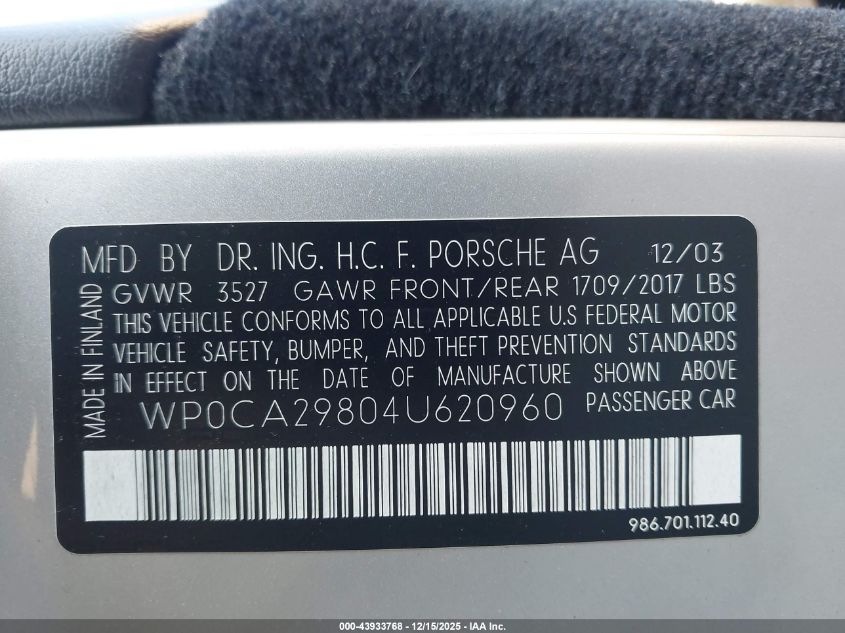 MFD BY DR. ING. H.C. F. PORSCHE AG 12/03
GVWR 3527 GAWR FRONT/REAR 1709/2017 LBS
THIS VEHICLE CONFORMS TO ALL APPLICABLE U.S FEDERAL MOTOR
VEHICLE SAFETY, BUMPER, AND THEFT PREVENTION STANDARDS
IN EFFECT ON THE DATE OF MANUFACTURE SHOWN ABOVE
WP0CA29804U620960 PASSENGER CAR
MADE IN FINLAND
986.701.112.40
000-43933768 - 12/15/2025 - IAA Inc.